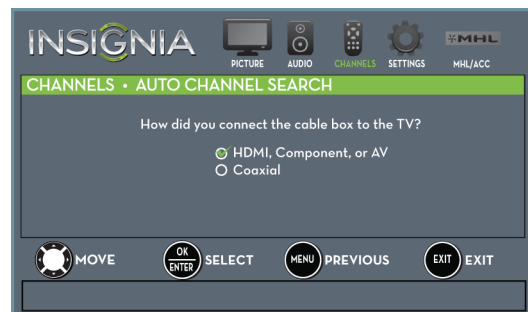 INSIGNIA
PICTURE AUDIO CHANNELS SETTINGS MHL MHL/ACC
CHANNELS • AUTO CHANNEL SEARCH
How did you connect the cable box to the TV?
HDMI, Component, or AV
Coaxial
MOVE OK ENTER SELECT MENU PREVIOUS EXIT EXIT